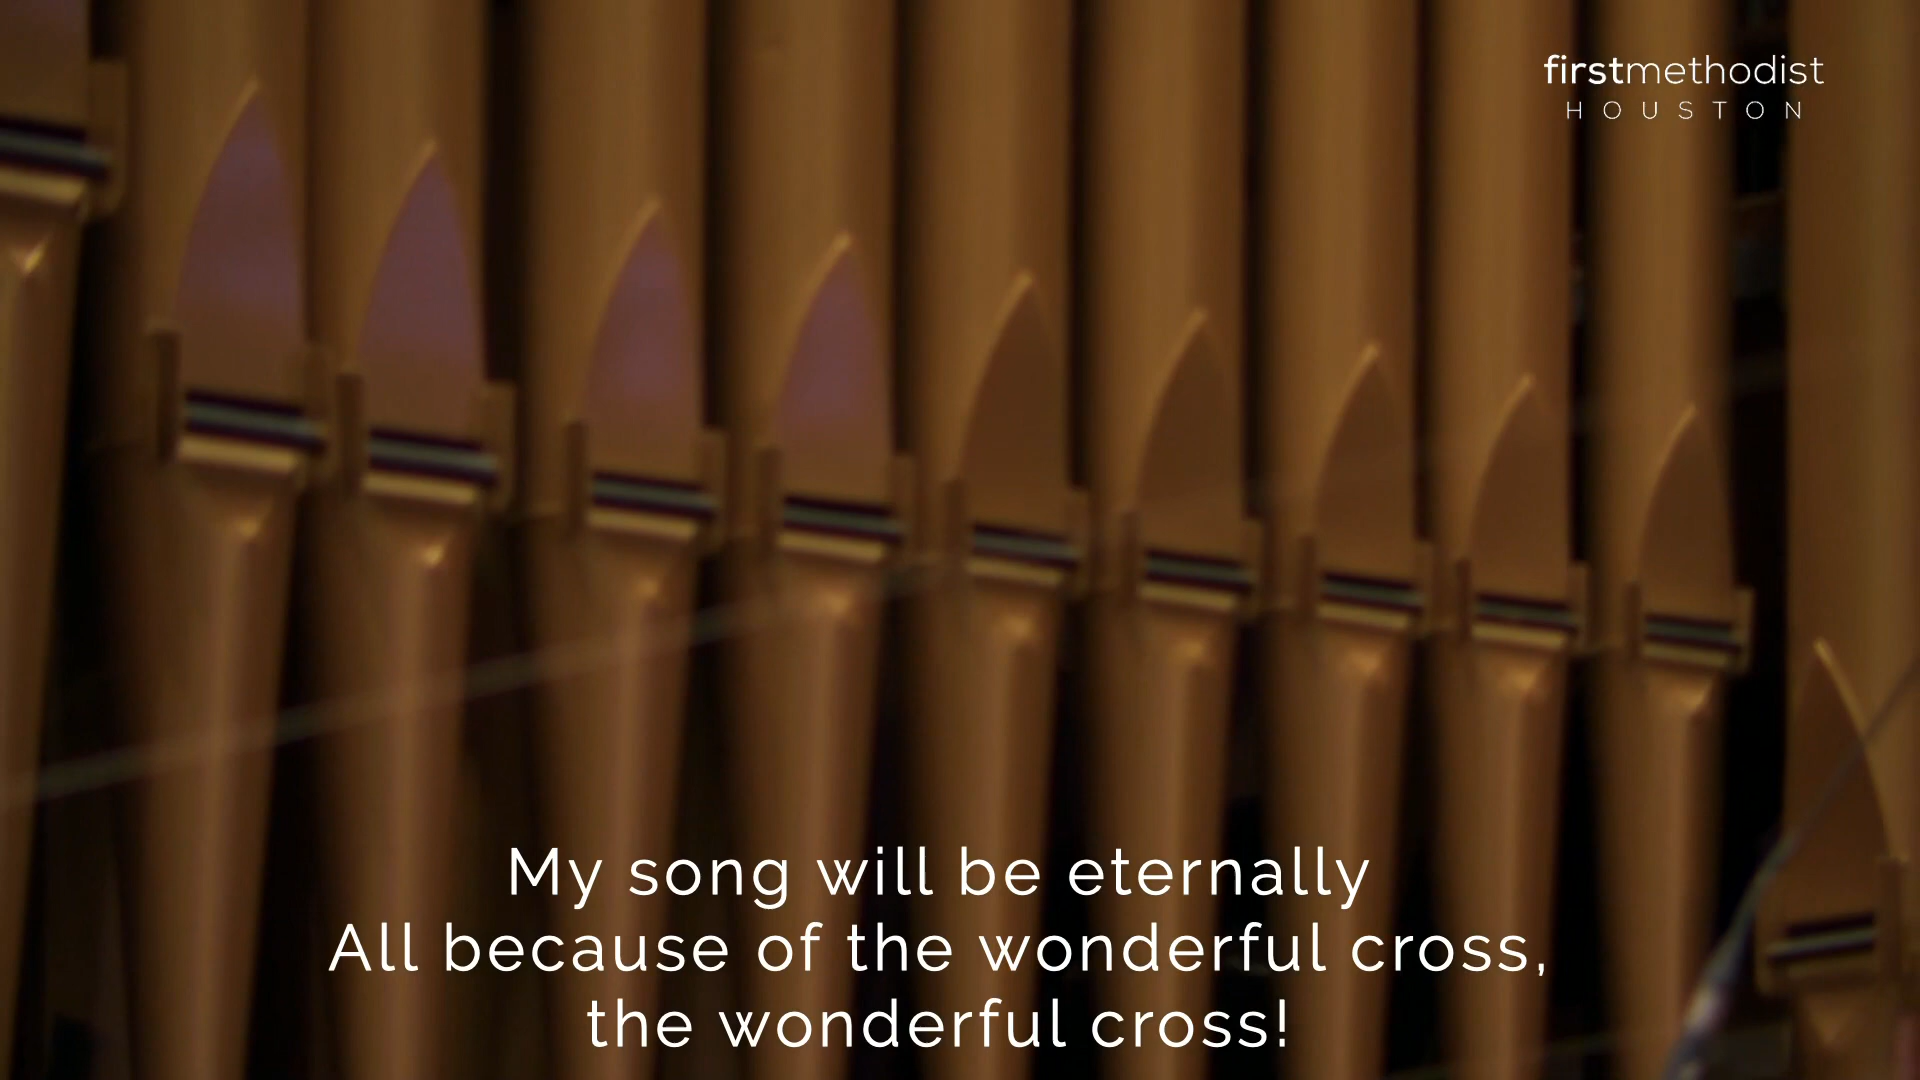 firstmethodist
HOUSTON
My song will be eternally
All because of the wonderful cross,
the wonderful cross!